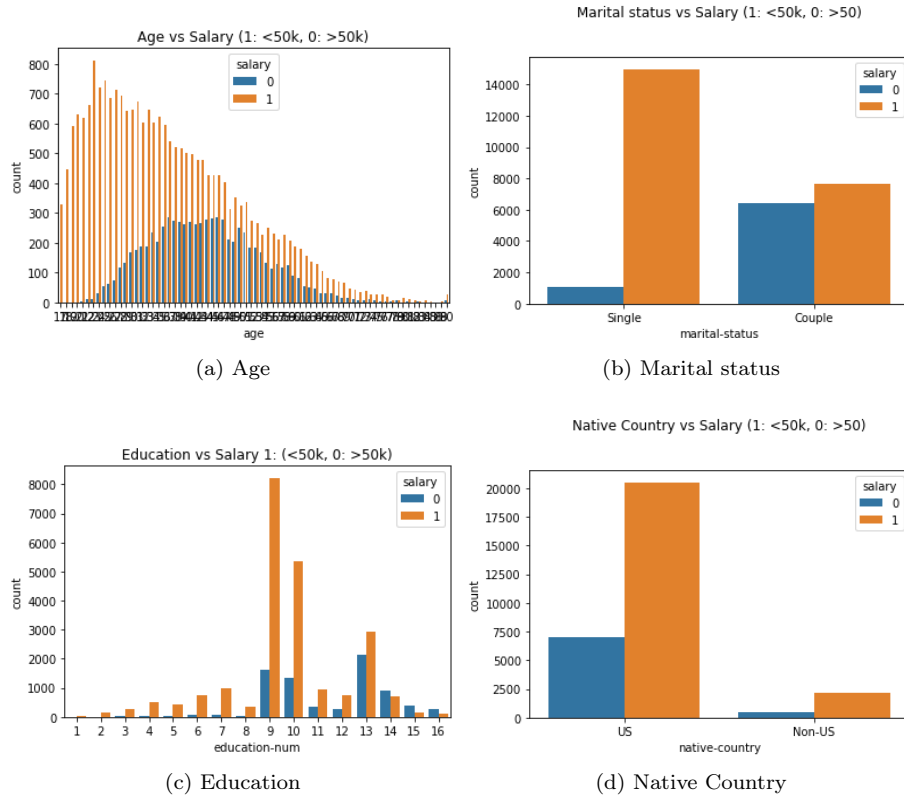 Age vs Salary (1: <50k, 0: >50k)
salary
0
1
800
700
600
500
400
300
200
100
0
count
age
(a) Age
Marital status vs Salary (1: <50k, 0: >50)
salary
0
1
14000
12000
10000
8000
6000
4000
2000
0
count
Single Couple
marital-status
(b) Marital status
Education vs Salary 1: (<50k, 0: >50k)
salary
0
1
8000
7000
6000
5000
4000
3000
2000
1000
0
count
1 2 3 4 5 6 7 8 9 10 11 12 13 14 15 16
education-num
(c) Education
Native Country vs Salary (1: <50k, 0: >50)
salary
0
1
20000
17500
15000
12500
10000
7500
5000
2500
0
count
US Non-US
native-country
(d) Native Country